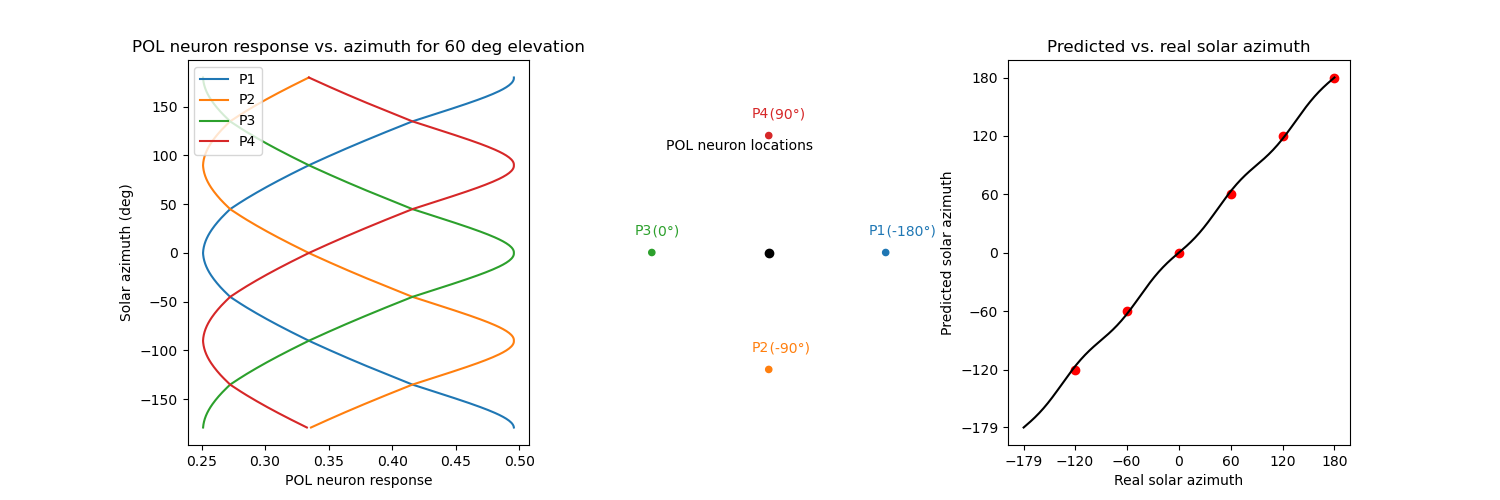 POL neuron response vs. azimuth for 60 deg elevation
P1
P2
P3
P4
150
100
50
0
−50
−100
−150
Solar azimuth (deg)
0.25 0.30 0.35 0.40 0.45 0.50
POL neuron response
P4(90°)
POL neuron locations
P3(0°)
P1(-180°)
P2(-90°)
Predicted vs. real solar azimuth
180
120
60
0
−60
−120
−179
Predicted solar azimuth
−179 −120 −60 0 60 120 180
Real solar azimuth